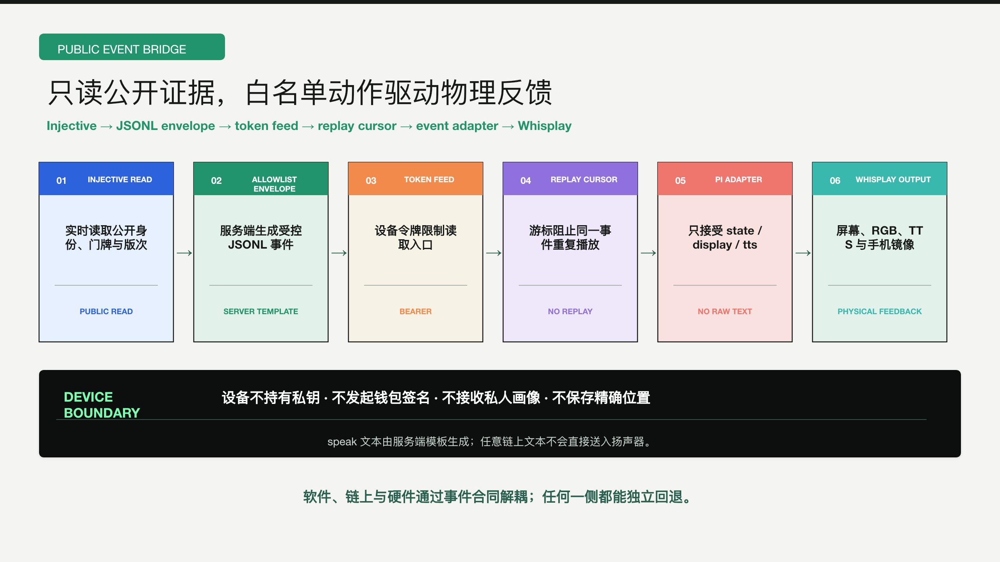 PUBLIC EVENT BRIDGE
只读公开证据，白名单动作驱动物理反馈
Injective → JSONL envelope → token feed → replay cursor → event adapter → Whisplay
01 INJECTIVE READ
实时读取公开身
份、门牌与版次
PUBLIC READ
→
02 ALLOWLIST
ENVELOPE
服务端生成受控
JSONL 事件
SERVER TEMPLATE
→
03 TOKEN FEED
设备令牌限制读
取入口
BEARER
→
04 REPLAY CURSOR
游标阻止同一事
件重复播放
NO REPLAY
→
05 PI ADAPTER
只接受 state /
display / tts
NO RAW TEXT
→
06 WHISPLAY OUTPUT
屏幕、RGB、TT
S 与手机镜像
PHYSICAL FEEDBACK
DEVICE
BOUNDARY
设备不持有私钥 · 不发起钱包签名 · 不接收私人画像 · 不保存精确位置
speak 文本由服务端模板生成；任意链上文本不会直接送入扬声器。
软件、链上与硬件通过事件合同解耦；任何一侧都能独立回退。